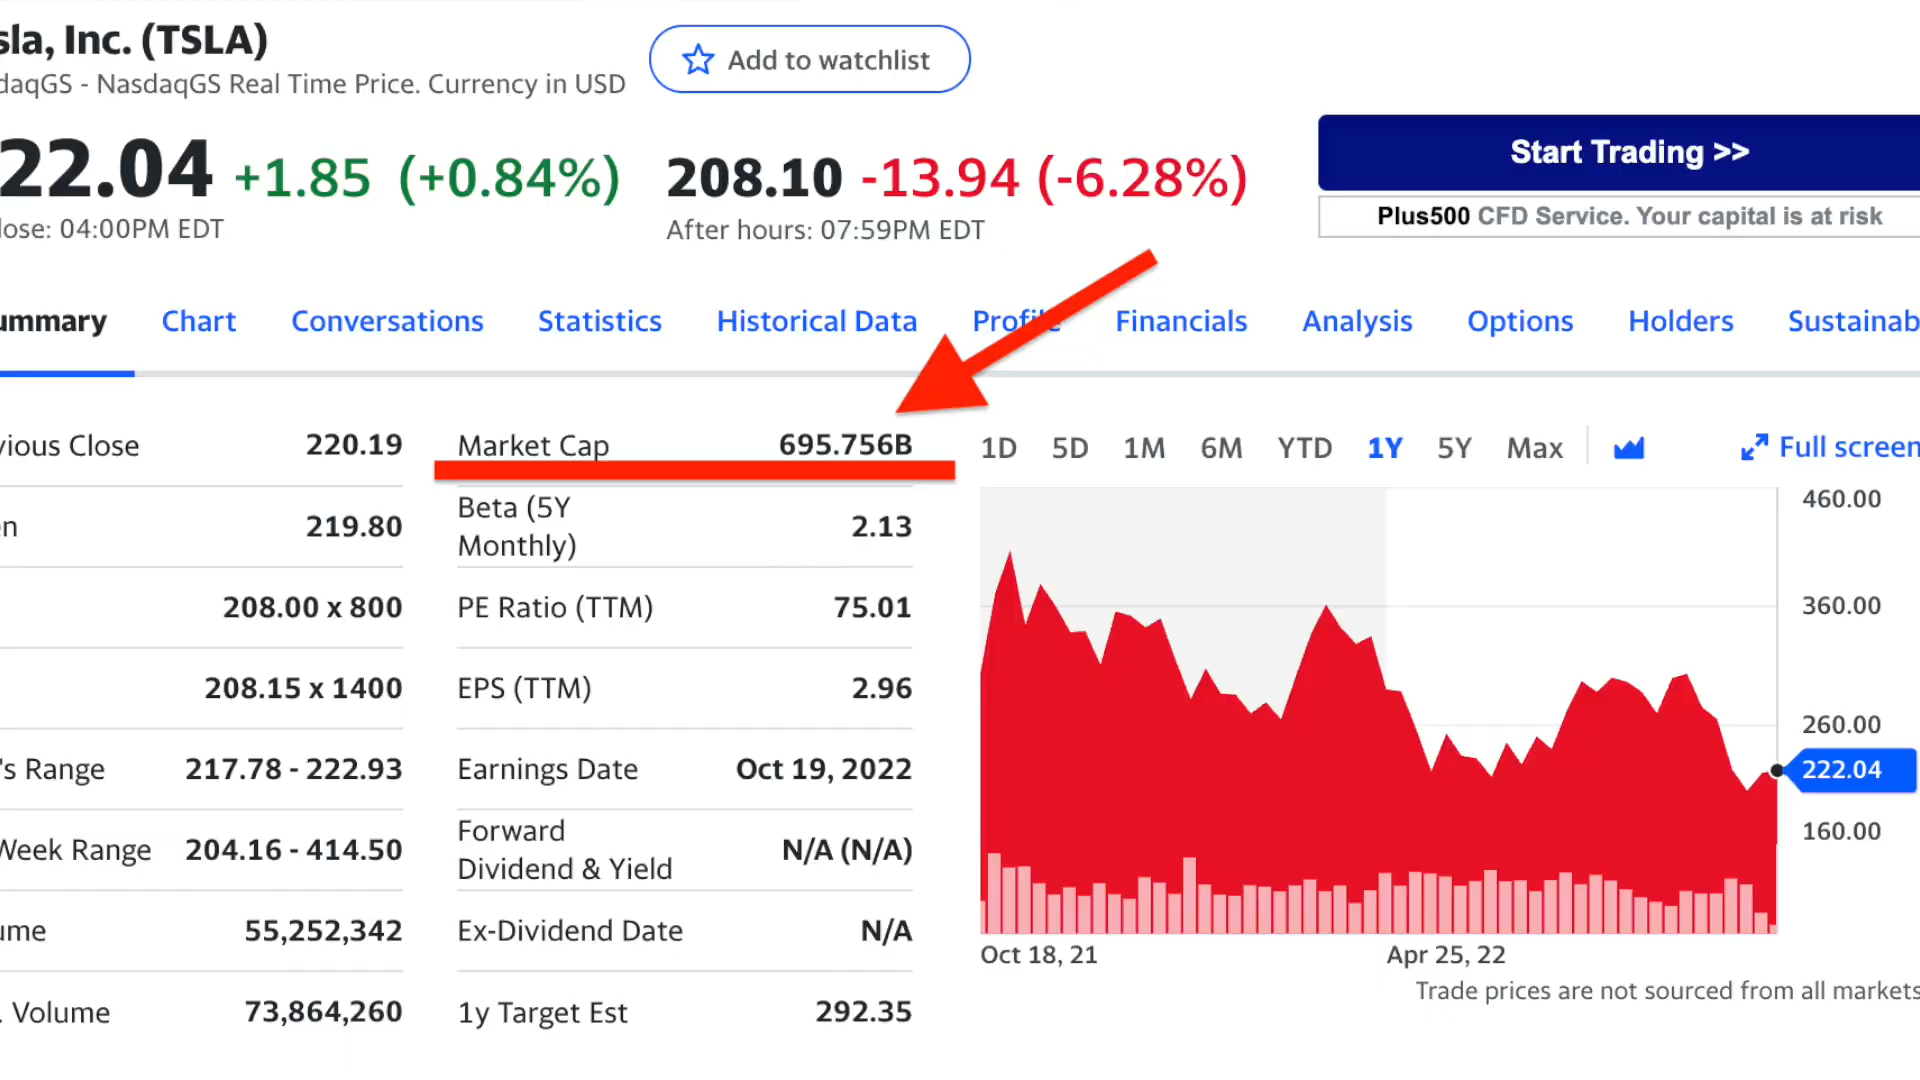 sla, Inc. (TSLA)
daqGS - NasdaqGS Real Time Price. Currency in USD
Add to watchlist
22.04 +1.85 (+0.84%)
lose: 04:00PM EDT
208.10 -13.94 (-6.28%)
After hours: 07:59PM EDT
Start Trading >>
Plus500 CFD Service. Your capital is at risk
ummary Chart Conversations Statistics Historical Data Profile Financials Analysis Options Holders Sustainab
vious Close 220.19
n 219.80
208.00 x 800
208.15 x 1400
's Range 217.78 - 222.93
Week Range 204.16 - 414.50
ume 55,252,342
. Volume 73,864,260
Market Cap 695.756B
Beta (5Y
Monthly) 2.13
PE Ratio (TTM) 75.01
EPS (TTM) 2.96
Earnings Date Oct 19, 2022
Forward
Dividend & Yield N/A (N/A)
Ex-Dividend Date N/A
1y Target Est 292.35
1D 5D 1M 6M YTD 1Y 5Y Max Full screen
460.00
360.00
260.00
222.04
160.00
Oct 18, 21 Apr 25, 22
Trade prices are not sourced from all markets